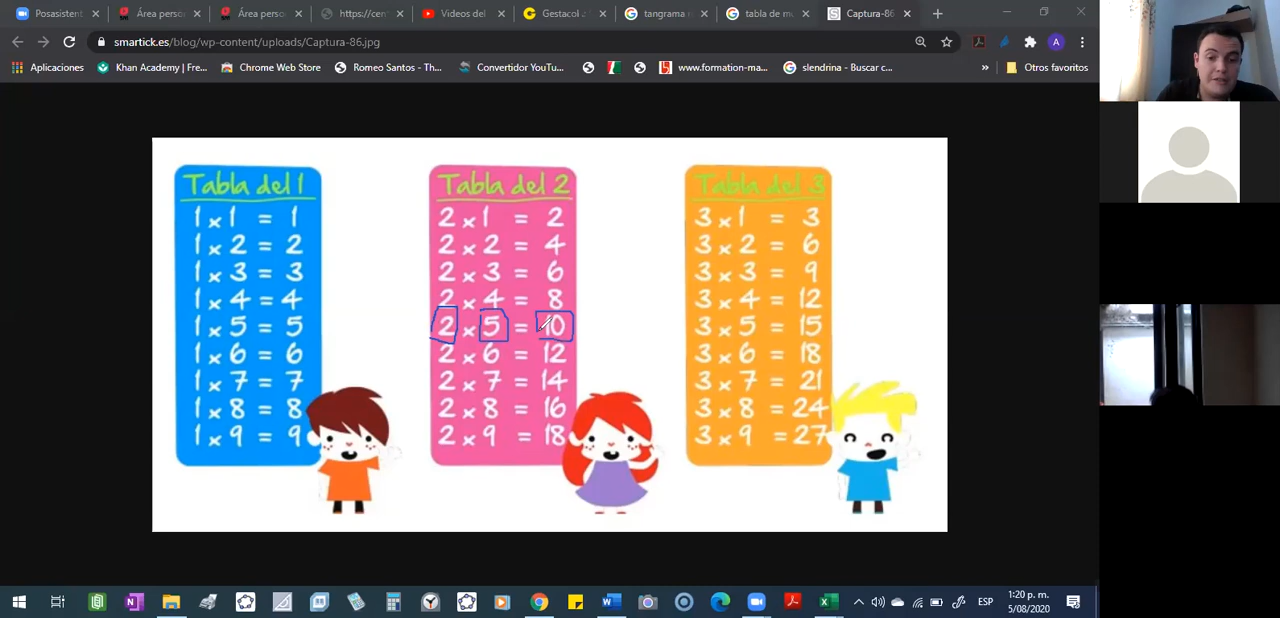 Posasistent
Área person
Área person
https://cen
Videos del
Gestacol
tangrama
tabla de mu
Captura-86
smartick.es/blog/wp-content/uploads/Captura-86.jpg
Aplicaciones
Khan Academy | Fre...
Chrome Web Store
Romeo Santos - Th...
Convertidor YouTu...
www.formation-ma...
slendrina - Buscar c...
»
Otros favoritos
Tabla del 1
1 x 1 = 1
1 x 2 = 2
1 x 3 = 3
1 x 4 = 4
1 x 5 = 5
1 x 6 = 6
1 x 7 = 7
1 x 8 = 8
1 x 9 = 9
Tabla del 2
2 x 1 = 2
2 x 2 = 4
2 x 3 = 6
2 x 4 = 8
2 x 5 = 10
2 x 6 = 12
2 x 7 = 14
2 x 8 = 16
2 x 9 = 18
Tabla del 3
3 x 1 = 3
3 x 2 = 6
3 x 3 = 9
3 x 4 = 12
3 x 5 = 15
3 x 6 = 18
3 x 7 = 21
3 x 8 = 24
3 x 9 = 27
ESP
1:20 p. m.
5/08/2020